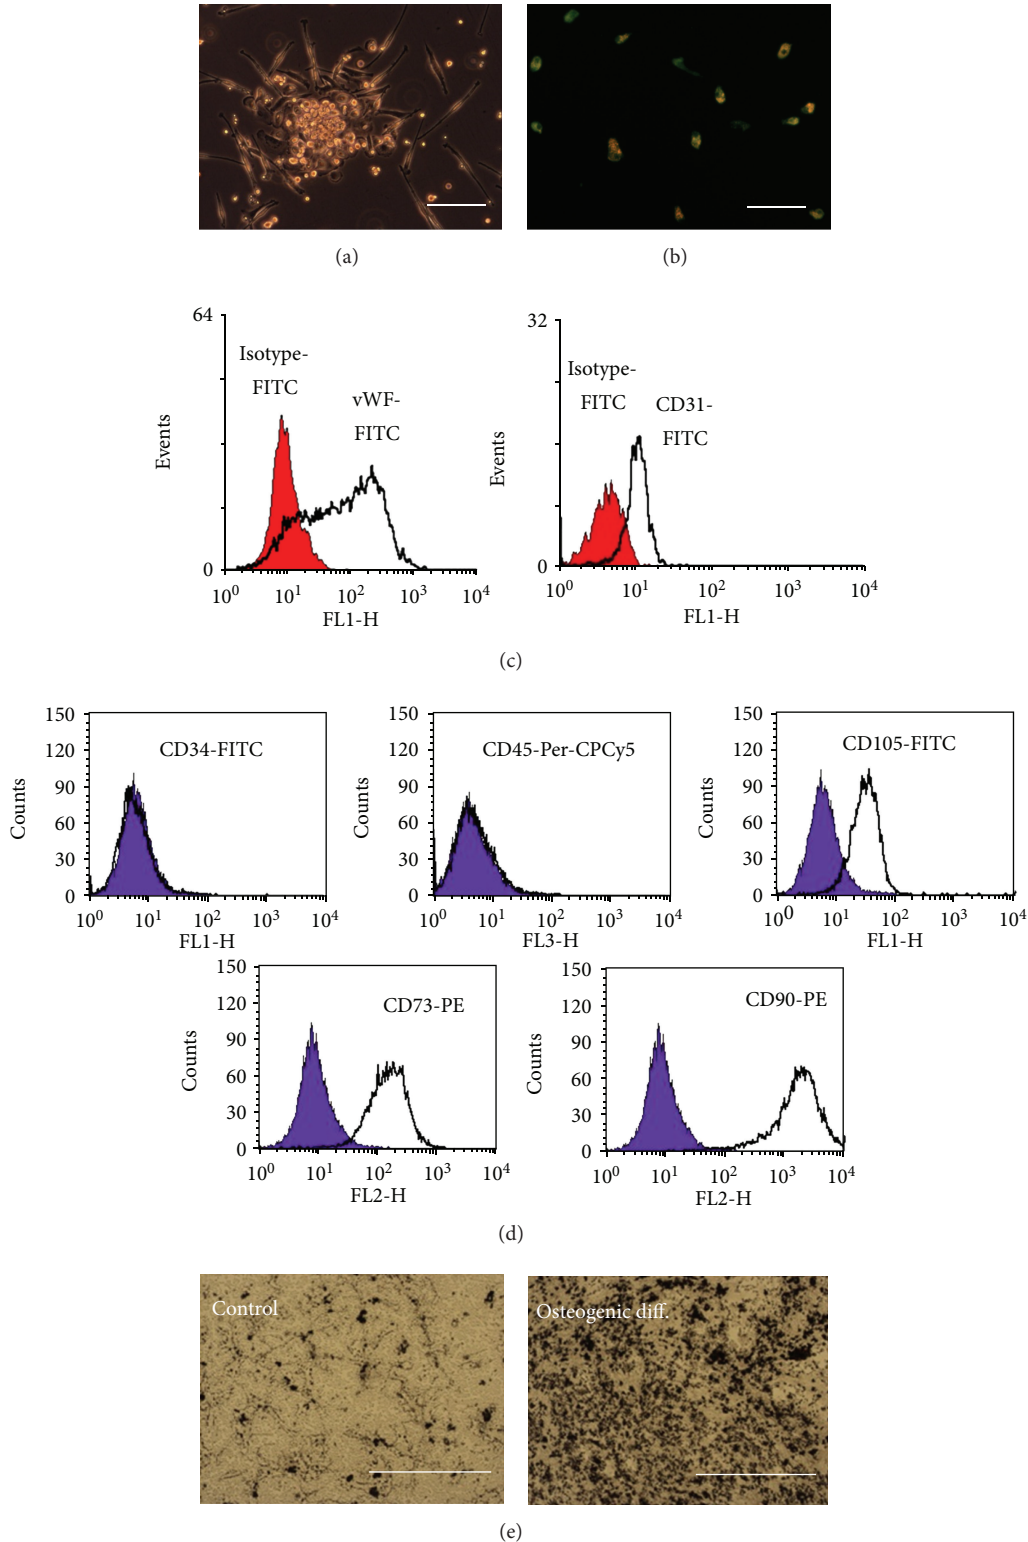 (a)
(b)
64
Isotype-
FITC
vWF-
FITC
Events
0
10^0 10^1 10^2 10^3 10^4
FL1-H
32
Isotype-
FITC
CD31-
FITC
Events
0
10^0 10^1 10^2 10^3 10^4
FL1-H
(c)
150
120
90
60
30
0
Counts
CD34-FITC
10^0 10^1 10^2 10^3 10^4
FL1-H
150
120
90
60
30
0
Counts
CD45-Per-CPCy5
10^0 10^1 10^2 10^3 10^4
FL3-H
150
120
90
60
30
0
Counts
CD105-FITC
10^0 10^1 10^2 10^3 10^4
FL1-H
150
120
90
60
30
0
Counts
CD73-PE
10^0 10^1 10^2 10^3 10^4
FL2-H
150
120
90
60
30
0
Counts
CD90-PE
10^0 10^1 10^2 10^3 10^4
FL2-H
(d)
Control
Osteogenic diff.
(e)